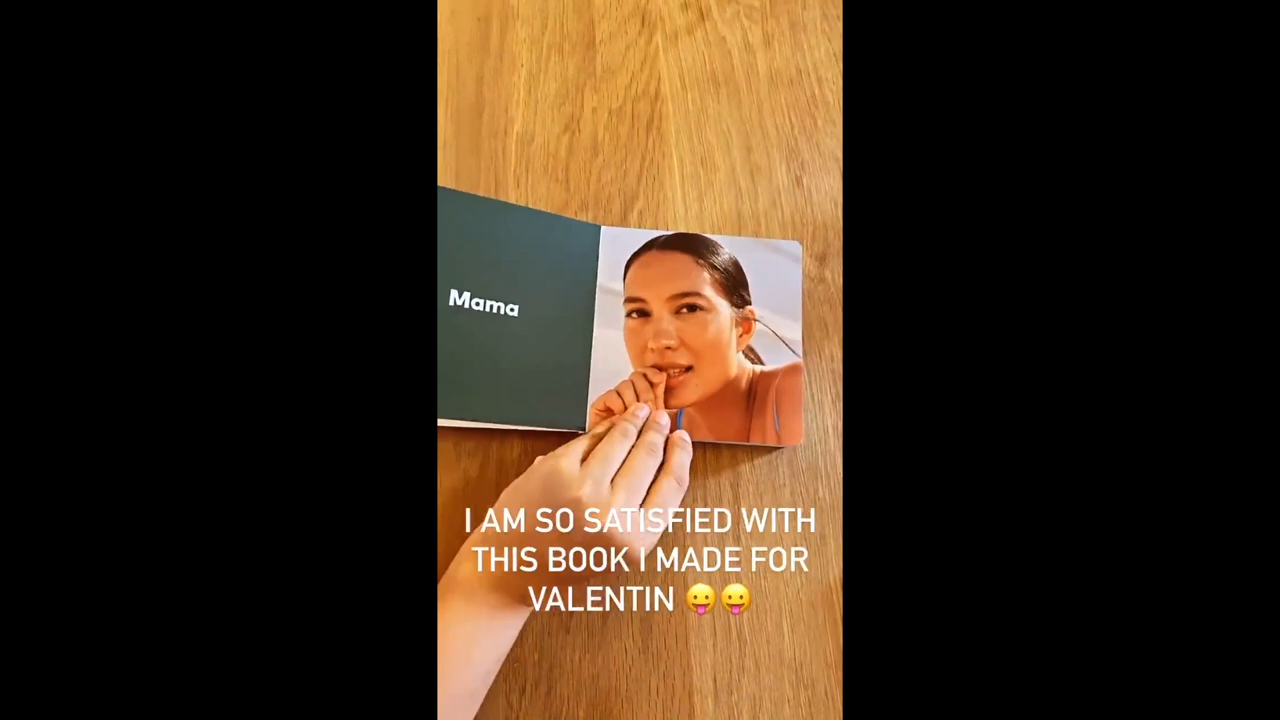 Mama
I AM SO SATISFIED WITH
THIS BOOK I MADE FOR
VALENTIN 😛😛